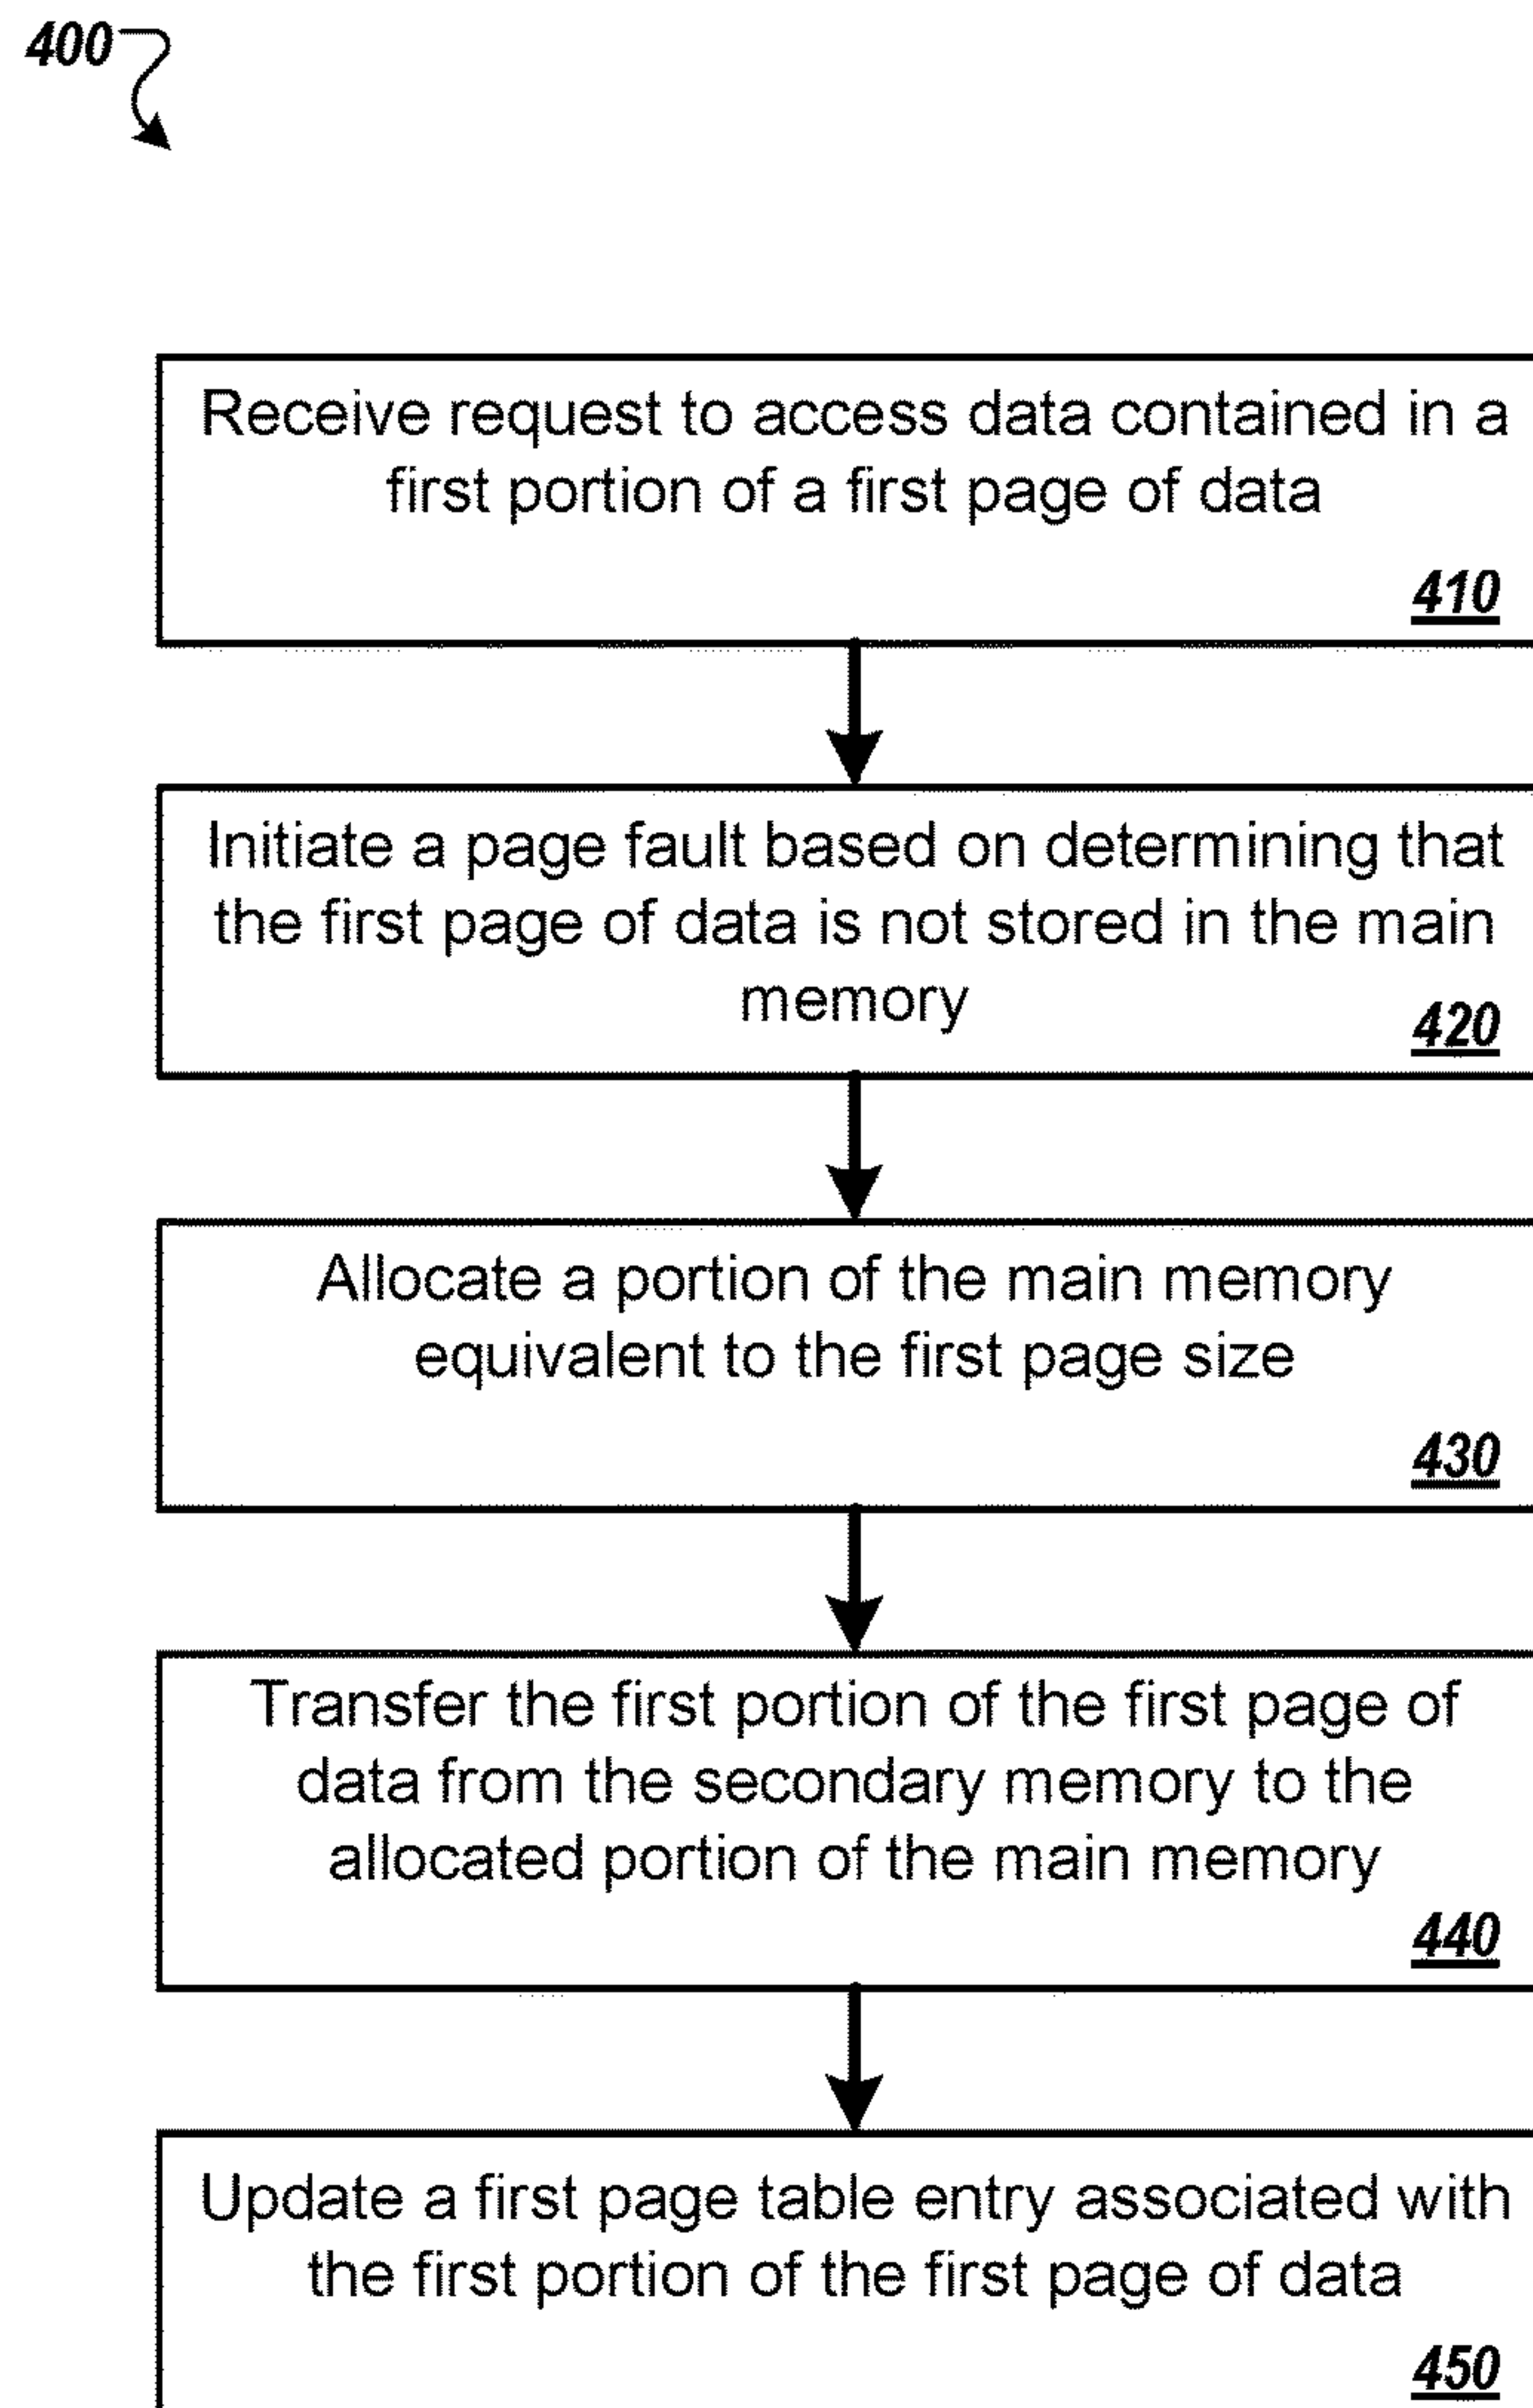 400
Receive request to access data contained in a
first portion of a first page of data
410
Initiate a page fault based on determining that
the first page of data is not stored in the main
memory
420
Allocate a portion of the main memory
equivalent to the first page size
430
Transfer the first portion of the first page of
data from the secondary memory to the
allocated portion of the main memory
440
Update a first page table entry associated with
the first portion of the first page of data
450